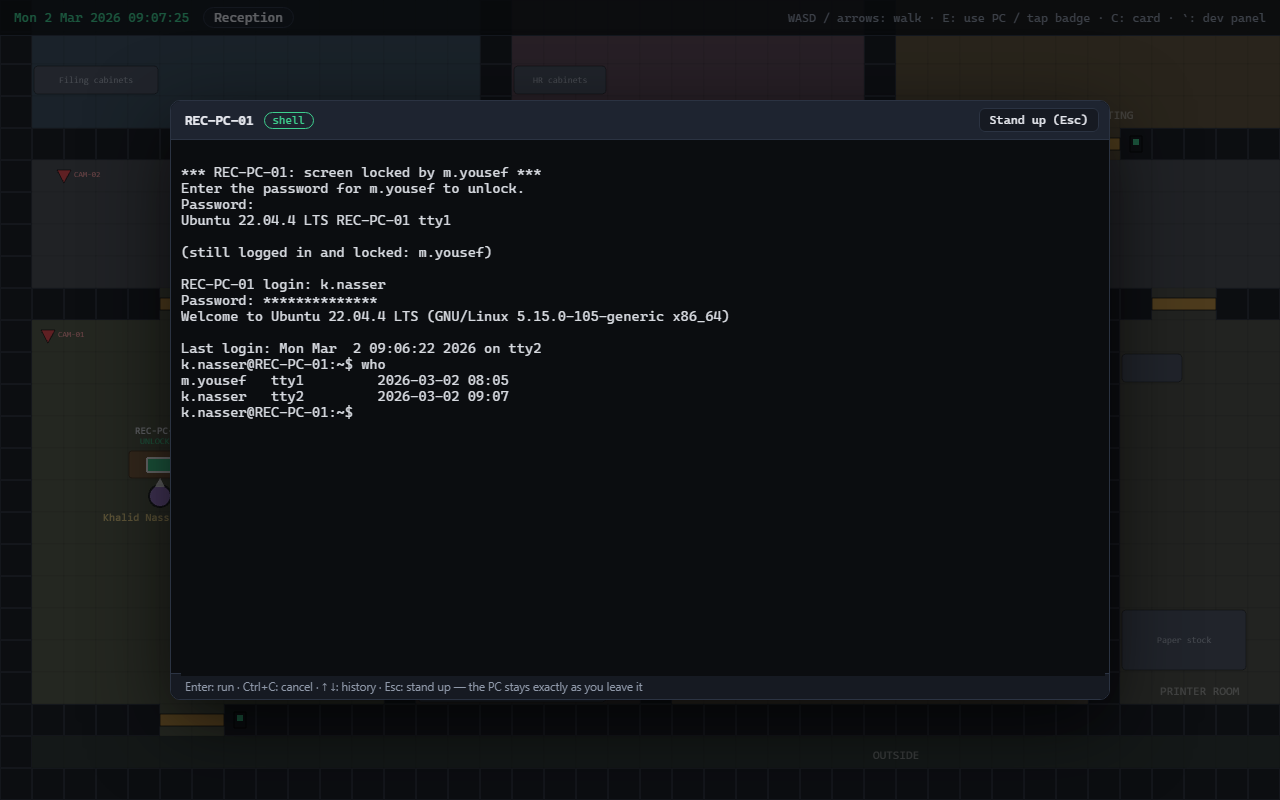 Mon 2 Mar 2026 09:07:25 Reception WASD / arrows: walk · E: use PC / tap badge · C: card · `: dev panel
Filing cabinets
HR cabinets
TING
REC-PC-01 shell Stand up (Esc)
CAM-02
*** REC-PC-01: screen locked by m.yousef ***
Enter the password for m.yousef to unlock.
Password:
Ubuntu 22.04.4 LTS REC-PC-01 tty1
(still logged in and locked: m.yousef)
REC-PC-01 login: k.nasser
Password: **************
Welcome to Ubuntu 22.04.4 LTS (GNU/Linux 5.15.0-105-generic x86_64)
CAM-01
Last login: Mon Mar  2 09:06:22 2026 on tty2
k.nasser@REC-PC-01:~$ who
m.yousef   tty1         2026-03-02 08:05
k.nasser   tty2         2026-03-02 09:07
k.nasser@REC-PC-01:~$
REC-PC
UNLOC
Khalid Nass
Paper stock
PRINTER ROOM
Enter: run · Ctrl+C: cancel · ↑ ↓: history · Esc: stand up — the PC stays exactly as you leave it
OUTSIDE